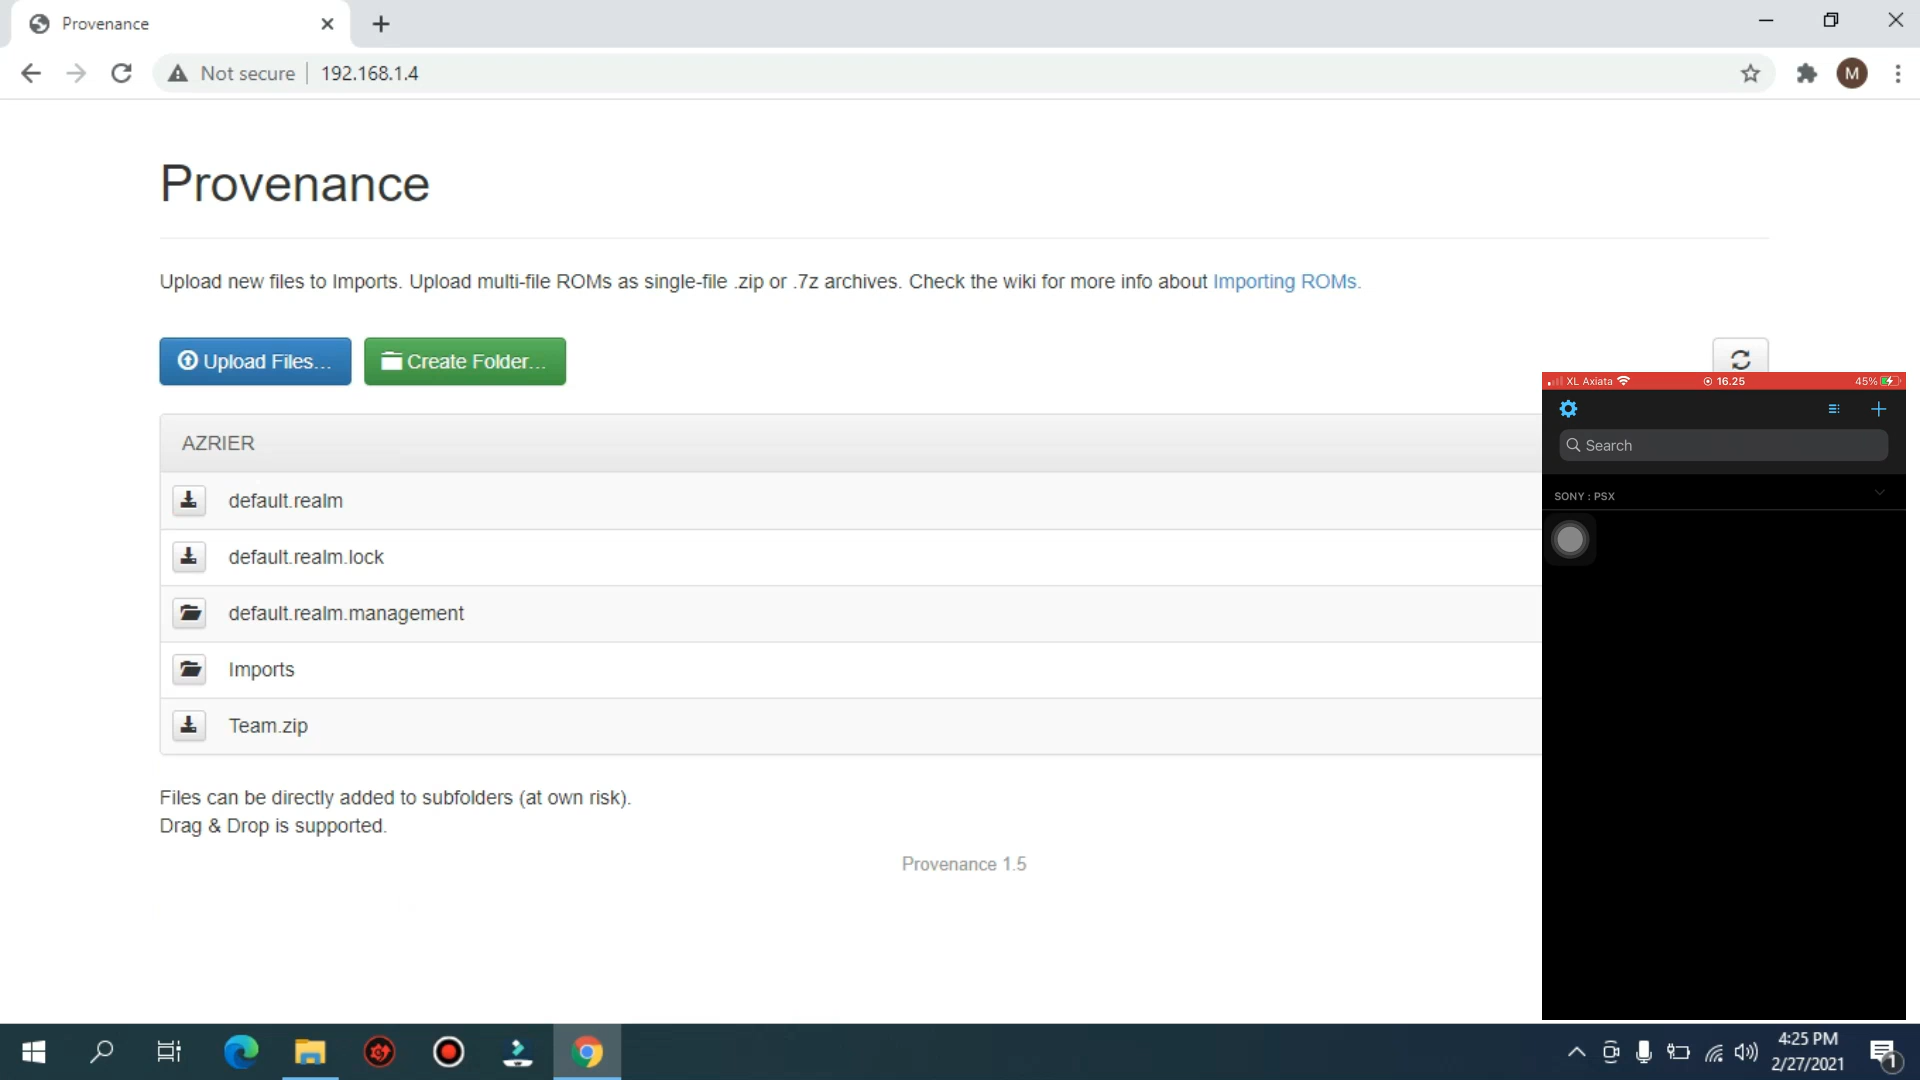 Provenance
Not secure
192.168.1.4
M
Provenance
Upload new files to Imports. Upload multi-file ROMs as single-file .zip or .7z archives. Check the wiki for more info about Importing ROMs.
Upload Files...
Create Folder...
AZRIER
default.realm
default.realm.lock
default.realm.management
Imports
Team.zip
Files can be directly added to subfolders (at own risk).
Drag & Drop is supported.
Provenance 1.5
XL Axiata
16.25
45%
Search
SONY : PSX
4:25 PM
2/27/2021
1